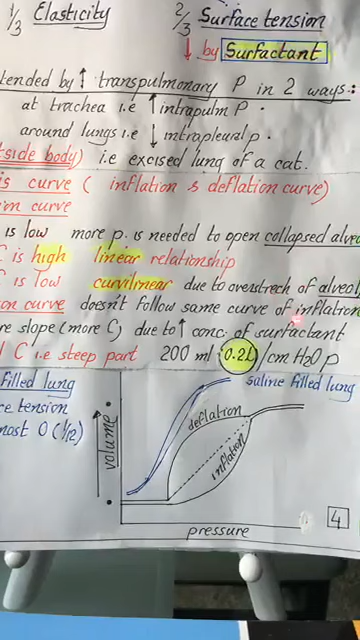 1/3 Elasticity 2/3 Surface tension
↓ by Surfactant
tended by ↑ transpulmonary P in 2 ways:
at trachea i.e ↑ intrapulm P.
around lungs i.e ↓ intrapleural p.
tside body) i.e excised lung of a cat.
is curve ( inflation & deflation curve)
on curve
is low more p. is needed to open collapsed alve
C is high linear relationship
C is low curvilinear due to overstrech of alveol
on curve doesn't follow same curve of inflation
re slope (more C) due to ↑ conc. of surfactant
C i.e steep part 200 ml (0.2L)/cm H2O p
filled lung saline filled lung
ce tension
most 0 (1/12)
deflation
inflation
volume
pressure
4